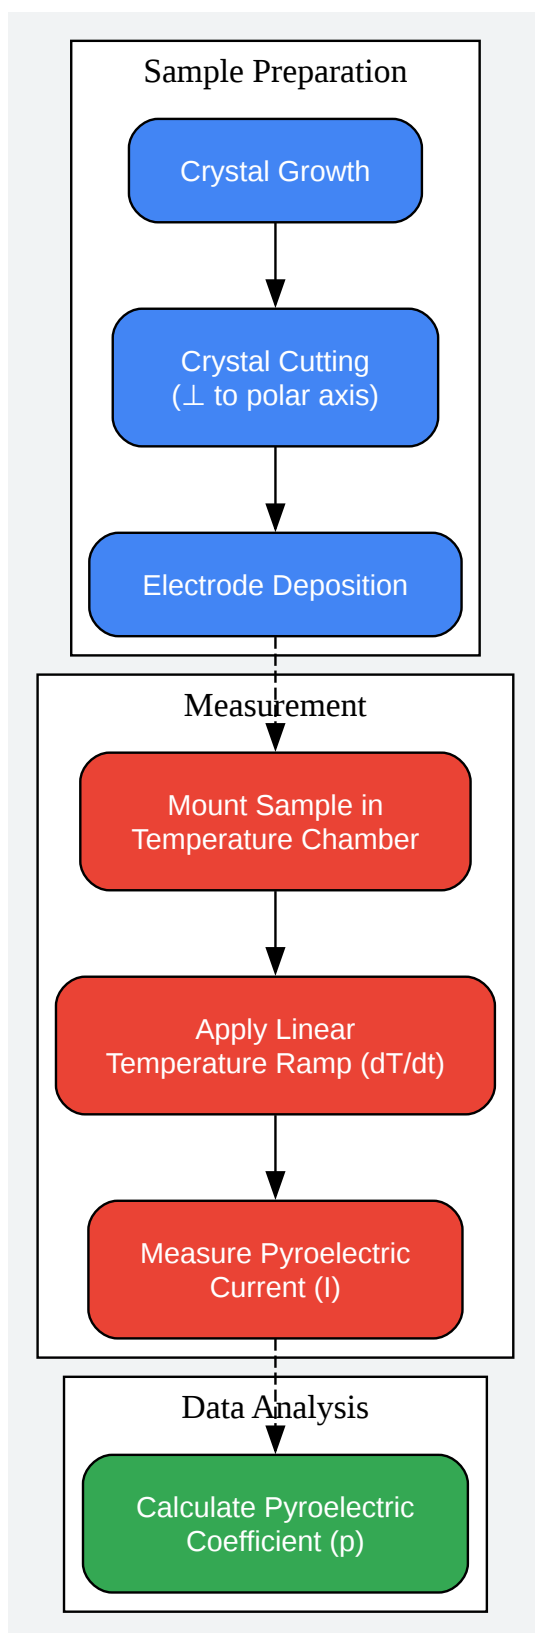 Sample Preparation
Crystal Growth
Crystal Cutting
(⊥ to polar axis)
Electrode Deposition
Measurement
Mount Sample in
Temperature Chamber
Apply Linear
Temperature Ramp (dT/dt)
Measure Pyroelectric
Current (I)
Data Analysis
Calculate Pyroelectric
Coefficient (p)